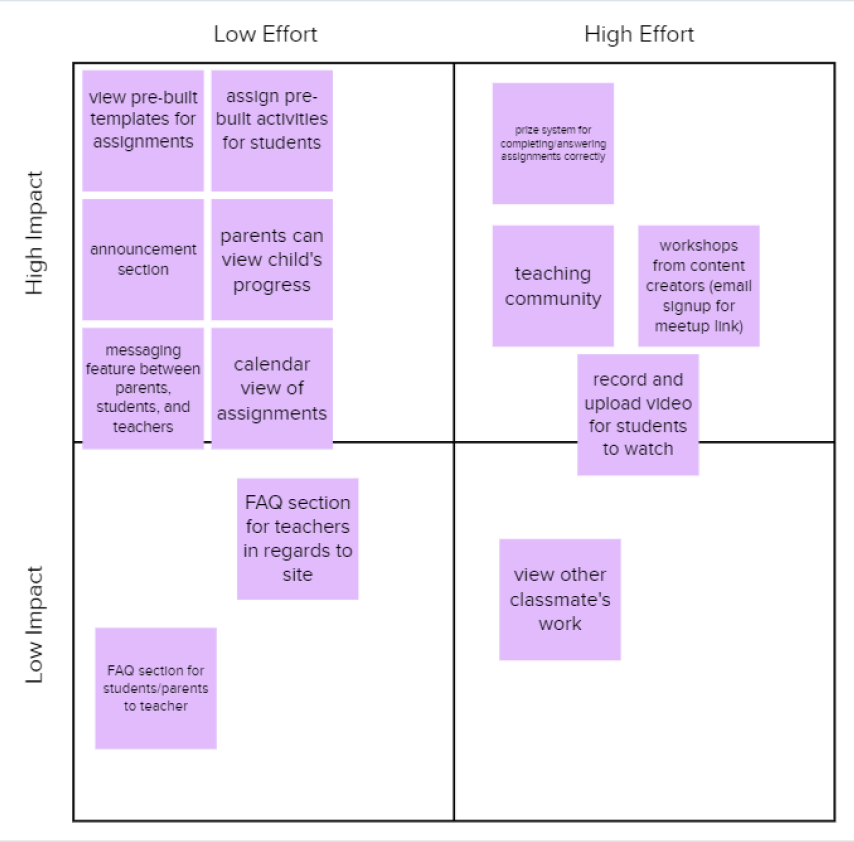 Low Effort
High Effort
High Impact
view pre-built
templates for
assignments
assign pre-
built activities
for students
prize system for
completing/answering
assignments correctly
announcement
section
parents can
view child's
progress
teaching
community
workshops
from content
creators (email
signup for
meetup link)
messaging
feature between
parents,
students, and
teachers
calendar
view of
assignments
record and
upload video
for students
to watch
Low Impact
FAQ section
for teachers
in regards to
site
view other
classmate's
work
FAQ section for
students/parents
to teacher